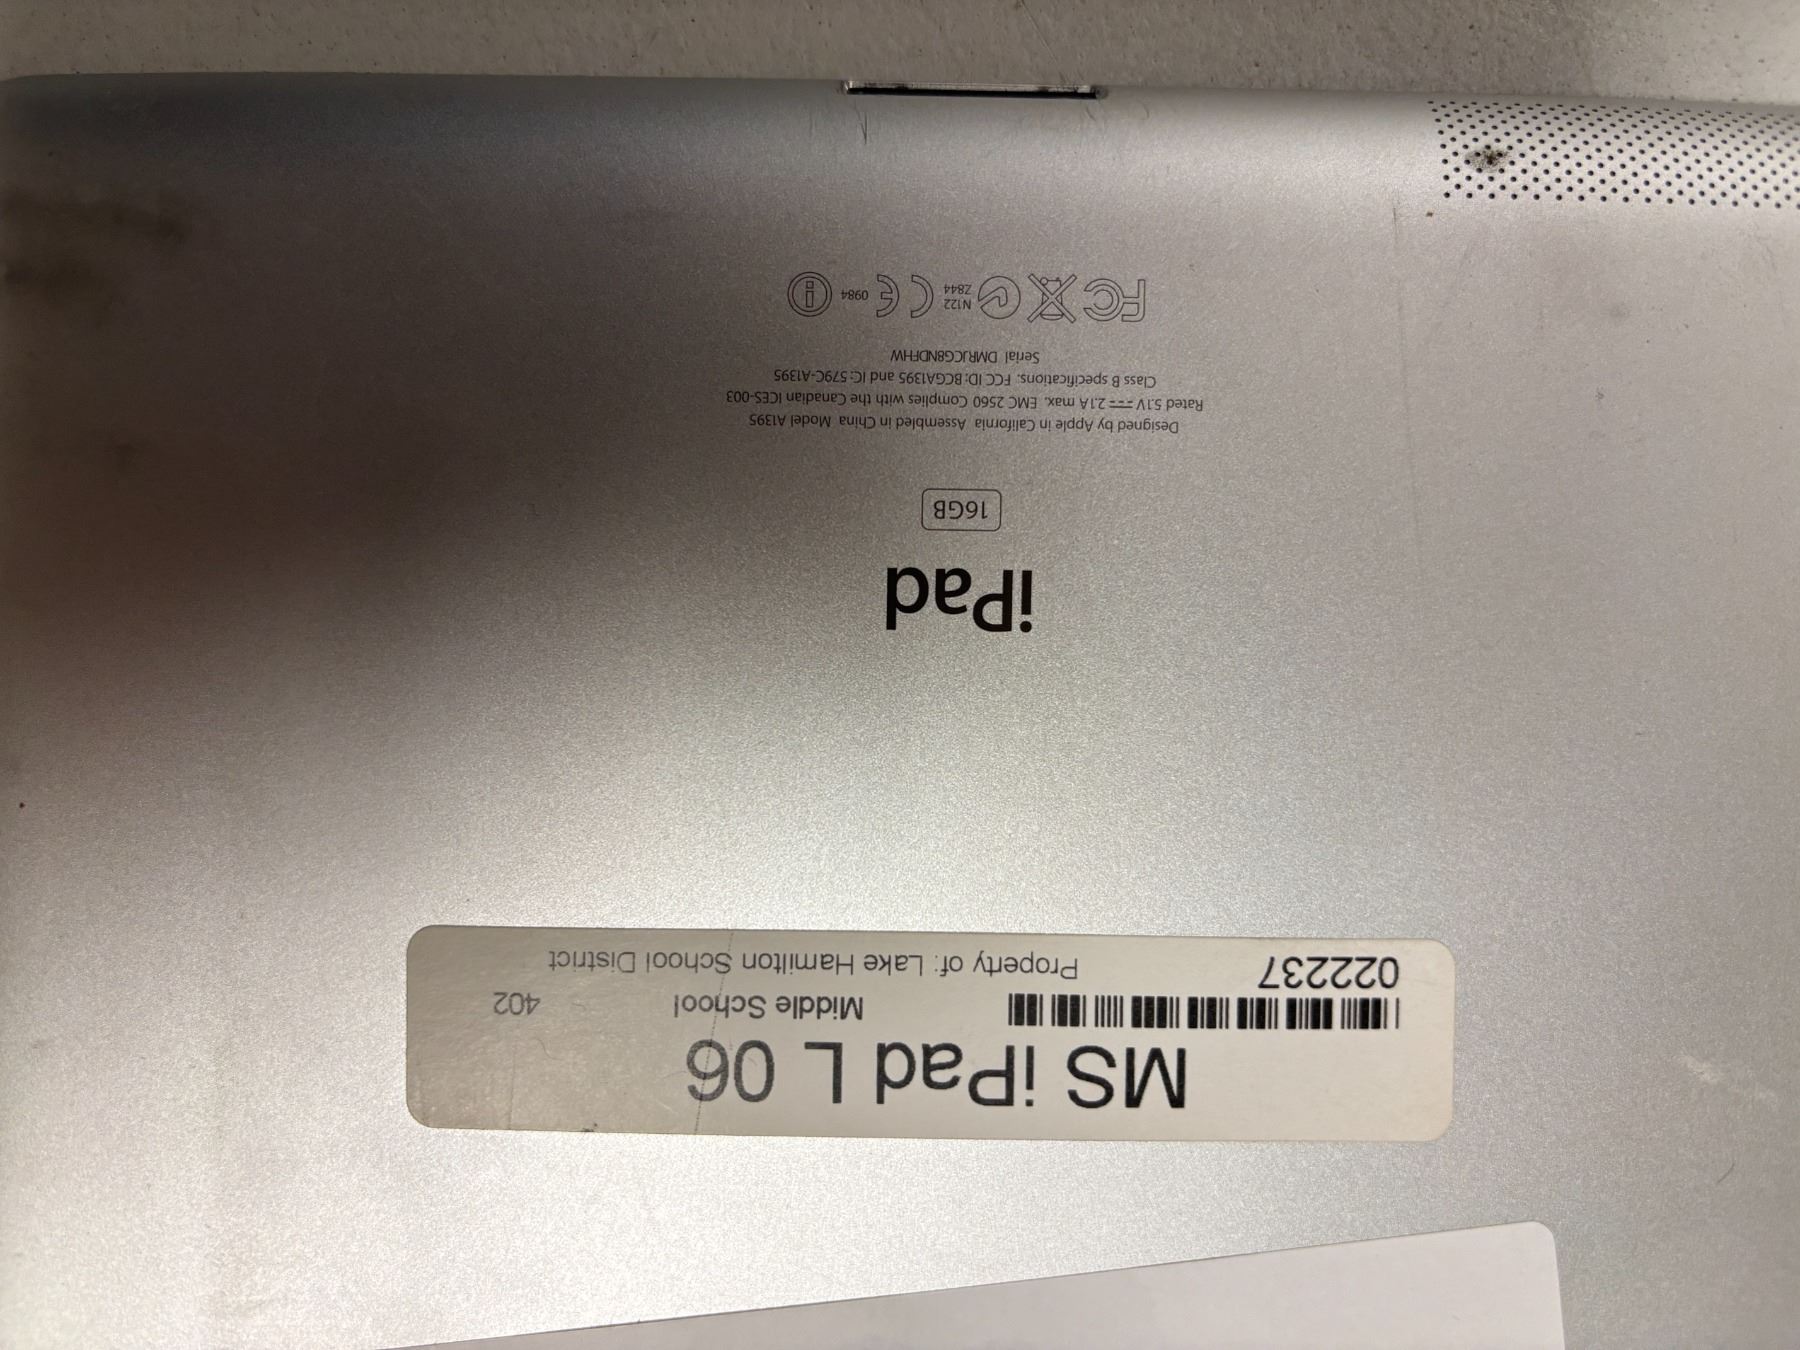 MS iPad L 06
Middle School 402
022237 Property of: Lake Hamilton School District
iPad
16GB
Designed by Apple in California Assembled in China Model A1395
Rated 5.1V ⎓ 2.1A max. EMC 2560 Complies with the Canadian ICES-003
Class B specifications. FCC ID: BCGA1395 and IC: 579C-A1395
Serial DMRJCG8NDFHW
FC N122 Z844 CE 0984